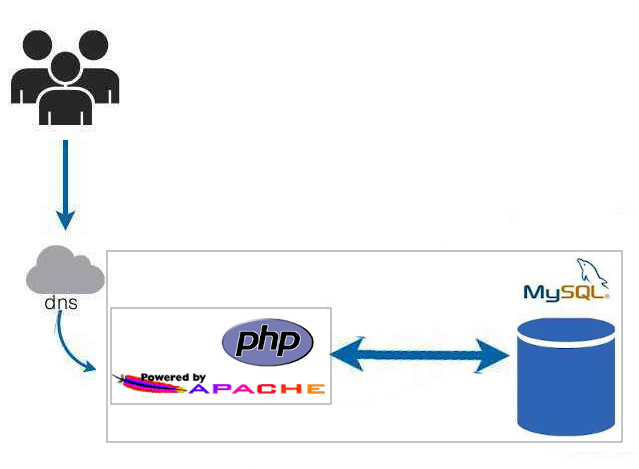 dns
MySQL®
php
Powered by
APACHE